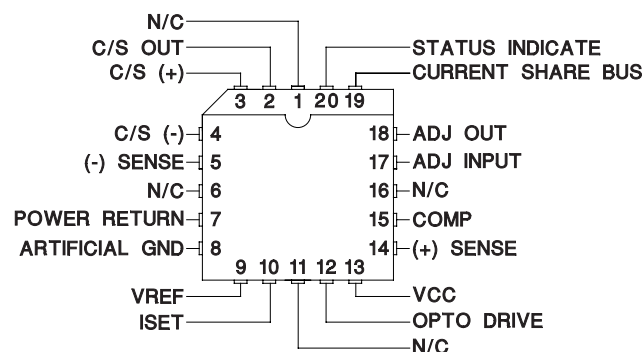 N/C
C/S OUT
STATUS INDICATE
C/S (+)
CURRENT SHARE BUS
3 2 1 20 19
C/S (-) 4
18 ADJ OUT
(-) SENSE 5
17 ADJ INPUT
N/C 6
16 N/C
POWER RETURN 7
15 COMP
ARTIFICIAL GND 8
14 (+) SENSE
9 10 11 12 13
VREF
VCC
ISET
OPTO DRIVE
N/C